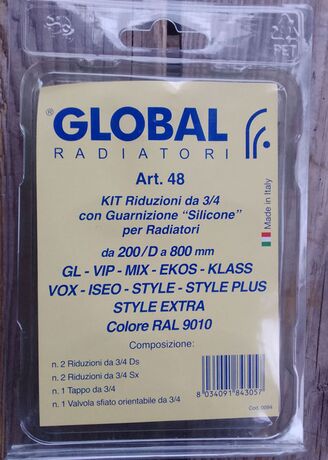 PET
® GLOBAL
RADIATORI
Art. 48
KIT Riduzioni da 3/4
con Guarnizione "Silicone"
per Radiatori
da 200/D a 800 mm
GL - VIP - MIX - EKOS - KLASS
VOX - ISEO - STYLE - STYLE PLUS
STYLE EXTRA
Colore RAL 9010
Made in Italy
Composizione:
n. 2 Riduzioni da 3/4 Ds
n. 2 Riduzioni da 3/4 Sx
n. 1 Tappo da 3/4
n. 1 Valvola sfiato orientabile da 3/4
8 034091 843057
Cod. 0094